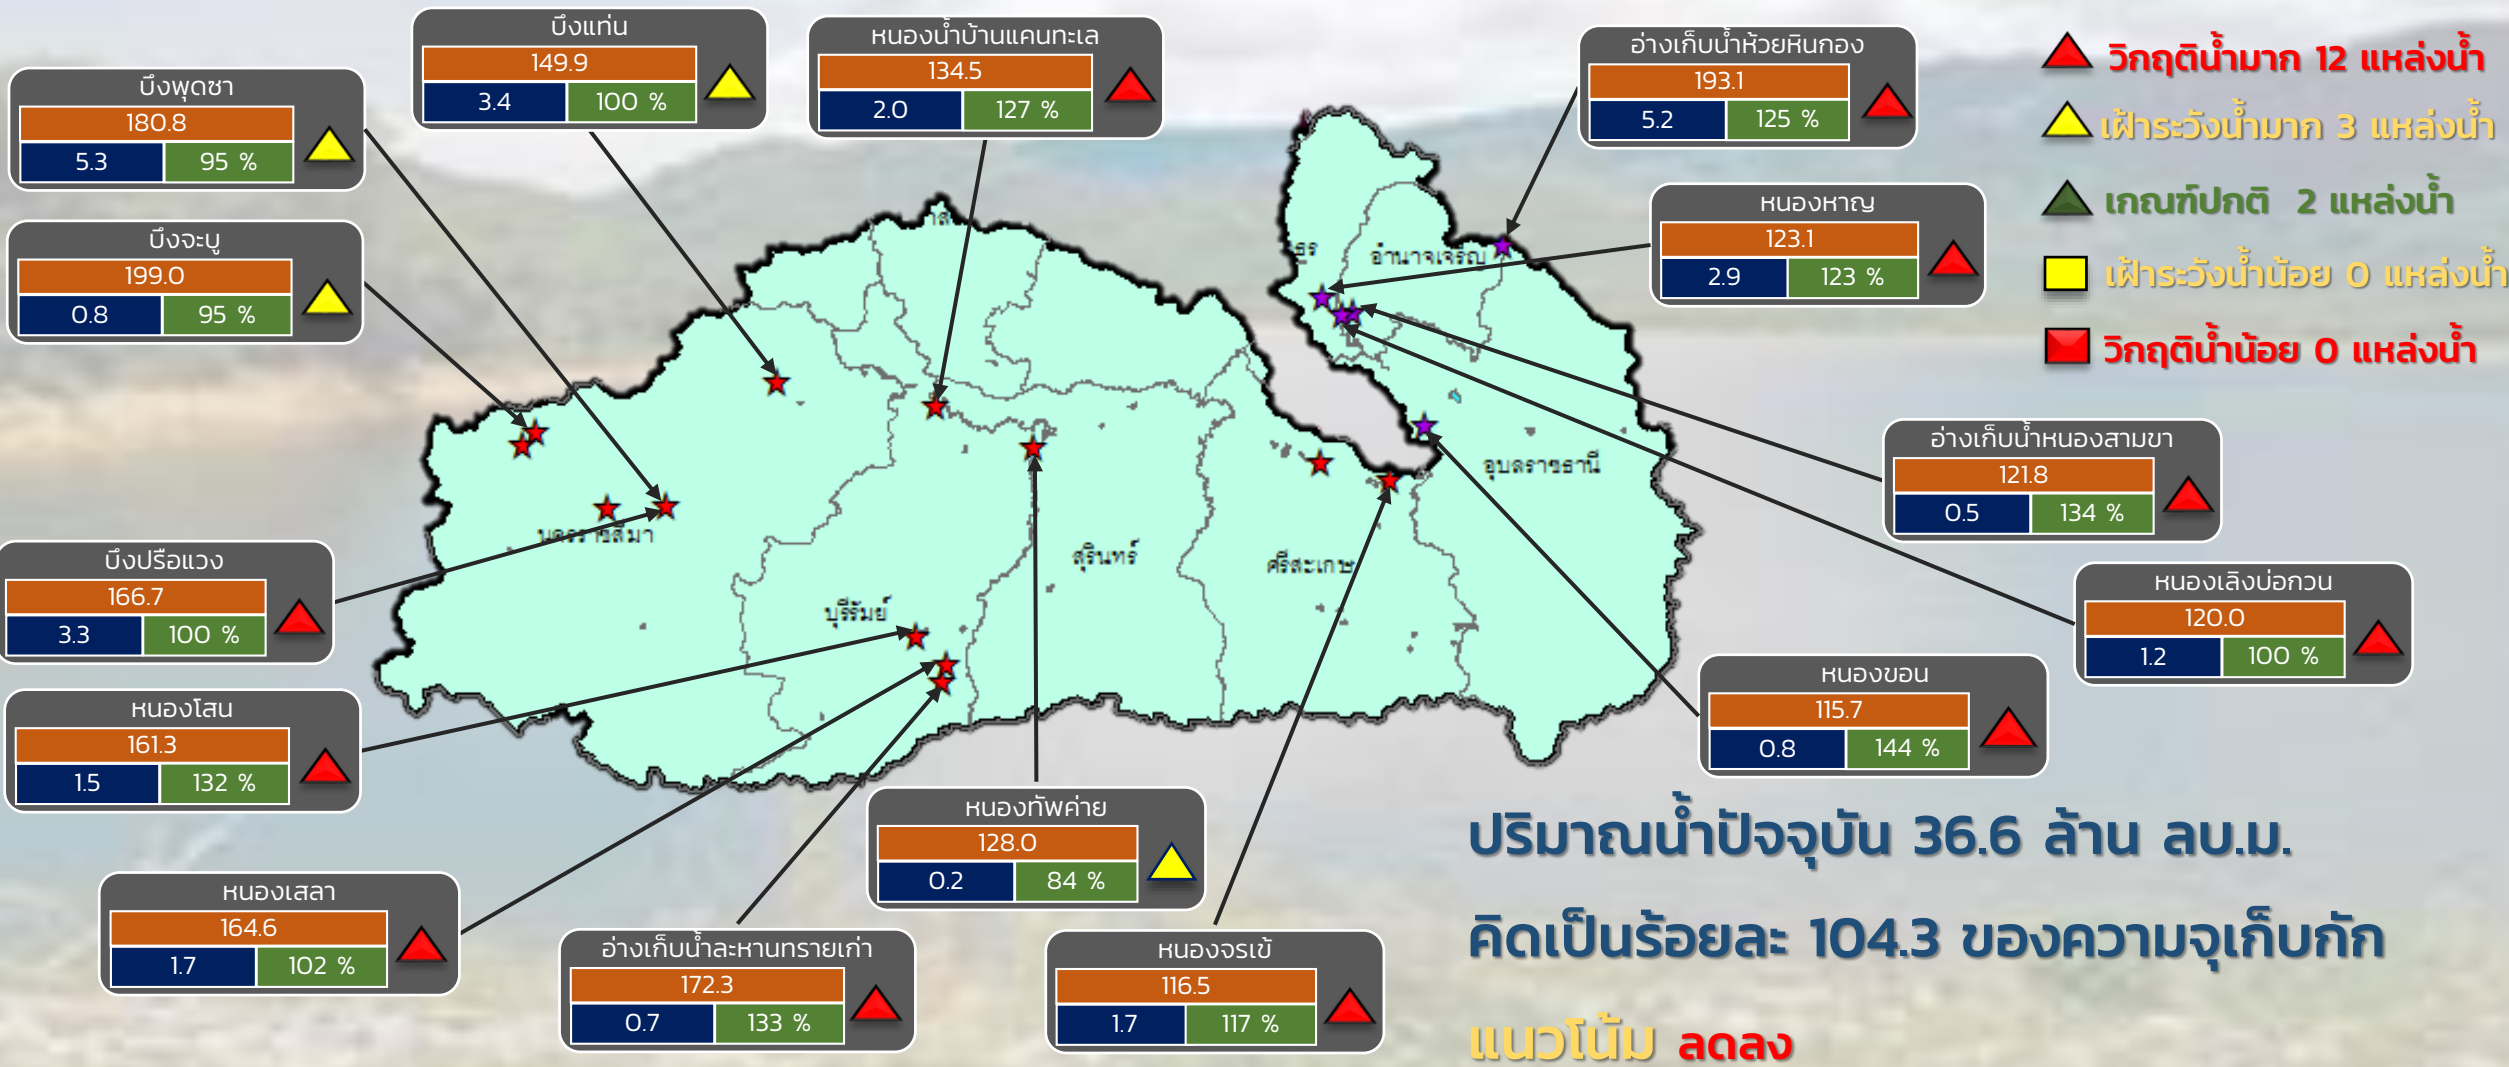 บึงแท่น
149.9
3.4 100 %
หนองน้ำบ้านแคนทะเล
134.5
2.0 127 %
อ่างเก็บน้ำห้วยหินกอง
193.1
5.2 125 %
วิกฤติน้ำมาก 12 แหล่งน้ำ
เฝ้าระวังน้ำมาก 3 แหล่งน้ำ
เกณฑ์ปกติ 2 แหล่งน้ำ
เฝ้าระวังน้ำน้อย 0 แหล่งน้ำ
วิกฤติน้ำน้อย 0 แหล่งน้ำ
บึงพุดซา
180.8
5.3 95 %
บึงจะบู
199.0
0.8 95 %
หนองหาญ
123.1
2.9 123 %
อำนาจเจริญ
อ่างเก็บน้ำหนองสามขา
121.8
0.5 134 %
อุบลราชธานี
นครราชสีมา
สุรินทร์
ศรีสะเกษ
บุรีรัมย์
บึงปรือแวง
166.7
3.3 100 %
หนองเลิงบ่อกวน
120.0
1.2 100 %
หนองขอน
115.7
0.8 144 %
หนองโสน
161.3
1.5 132 %
หนองทัพค่าย
128.0
0.2 84 %
หนองเสลา
164.6
1.7 102 %
อ่างเก็บน้ำละหานทรายเก่า
172.3
0.7 133 %
หนองจรเข้
116.5
1.7 117 %
ปริมาณน้ำปัจจุบัน 36.6 ล้าน ลบ.ม.
คิดเป็นร้อยละ 104.3 ของความจุเก็บกัก
แนวโน้ม ลดลง